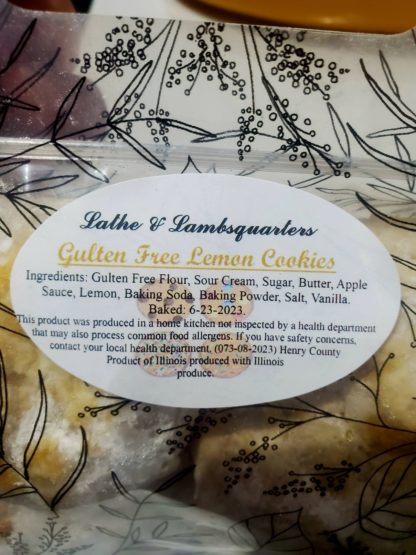 Lathe & Lambsquarters
Gulten Free Lemon Cookies
Ingredients: Gulten Free Flour, Sour Cream, Sugar, Butter, Apple
Sauce, Lemon, Baking Soda, Baking Powder, Salt, Vanilla.
Baked: 6-23-2023.
This product was produced in a home kitchen not inspected by a health department
that may also process common food allergens. If you have safety concerns,
contact your local health department. (073-08-2023) Henry County
Product of Illinois produced with Illinois
produce.